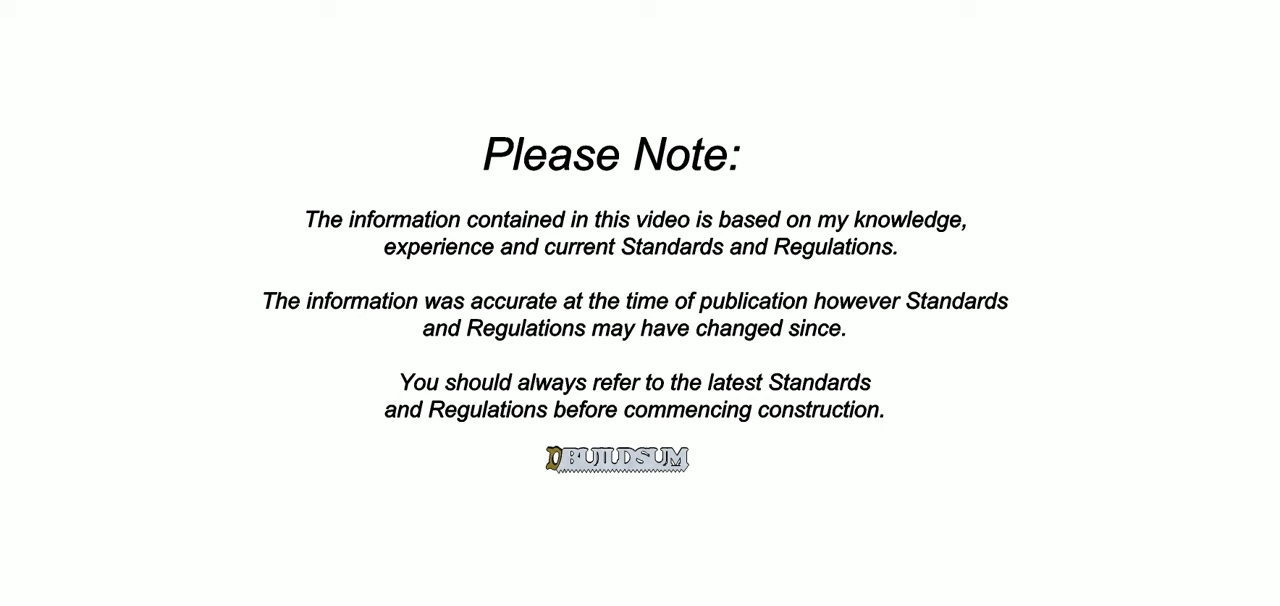 Please Note:
The information contained in this video is based on my knowledge,
experience and current Standards and Regulations.
The information was accurate at the time of publication however Standards
and Regulations may have changed since.
You should always refer to the latest Standards
and Regulations before commencing construction.
BUILDSUM